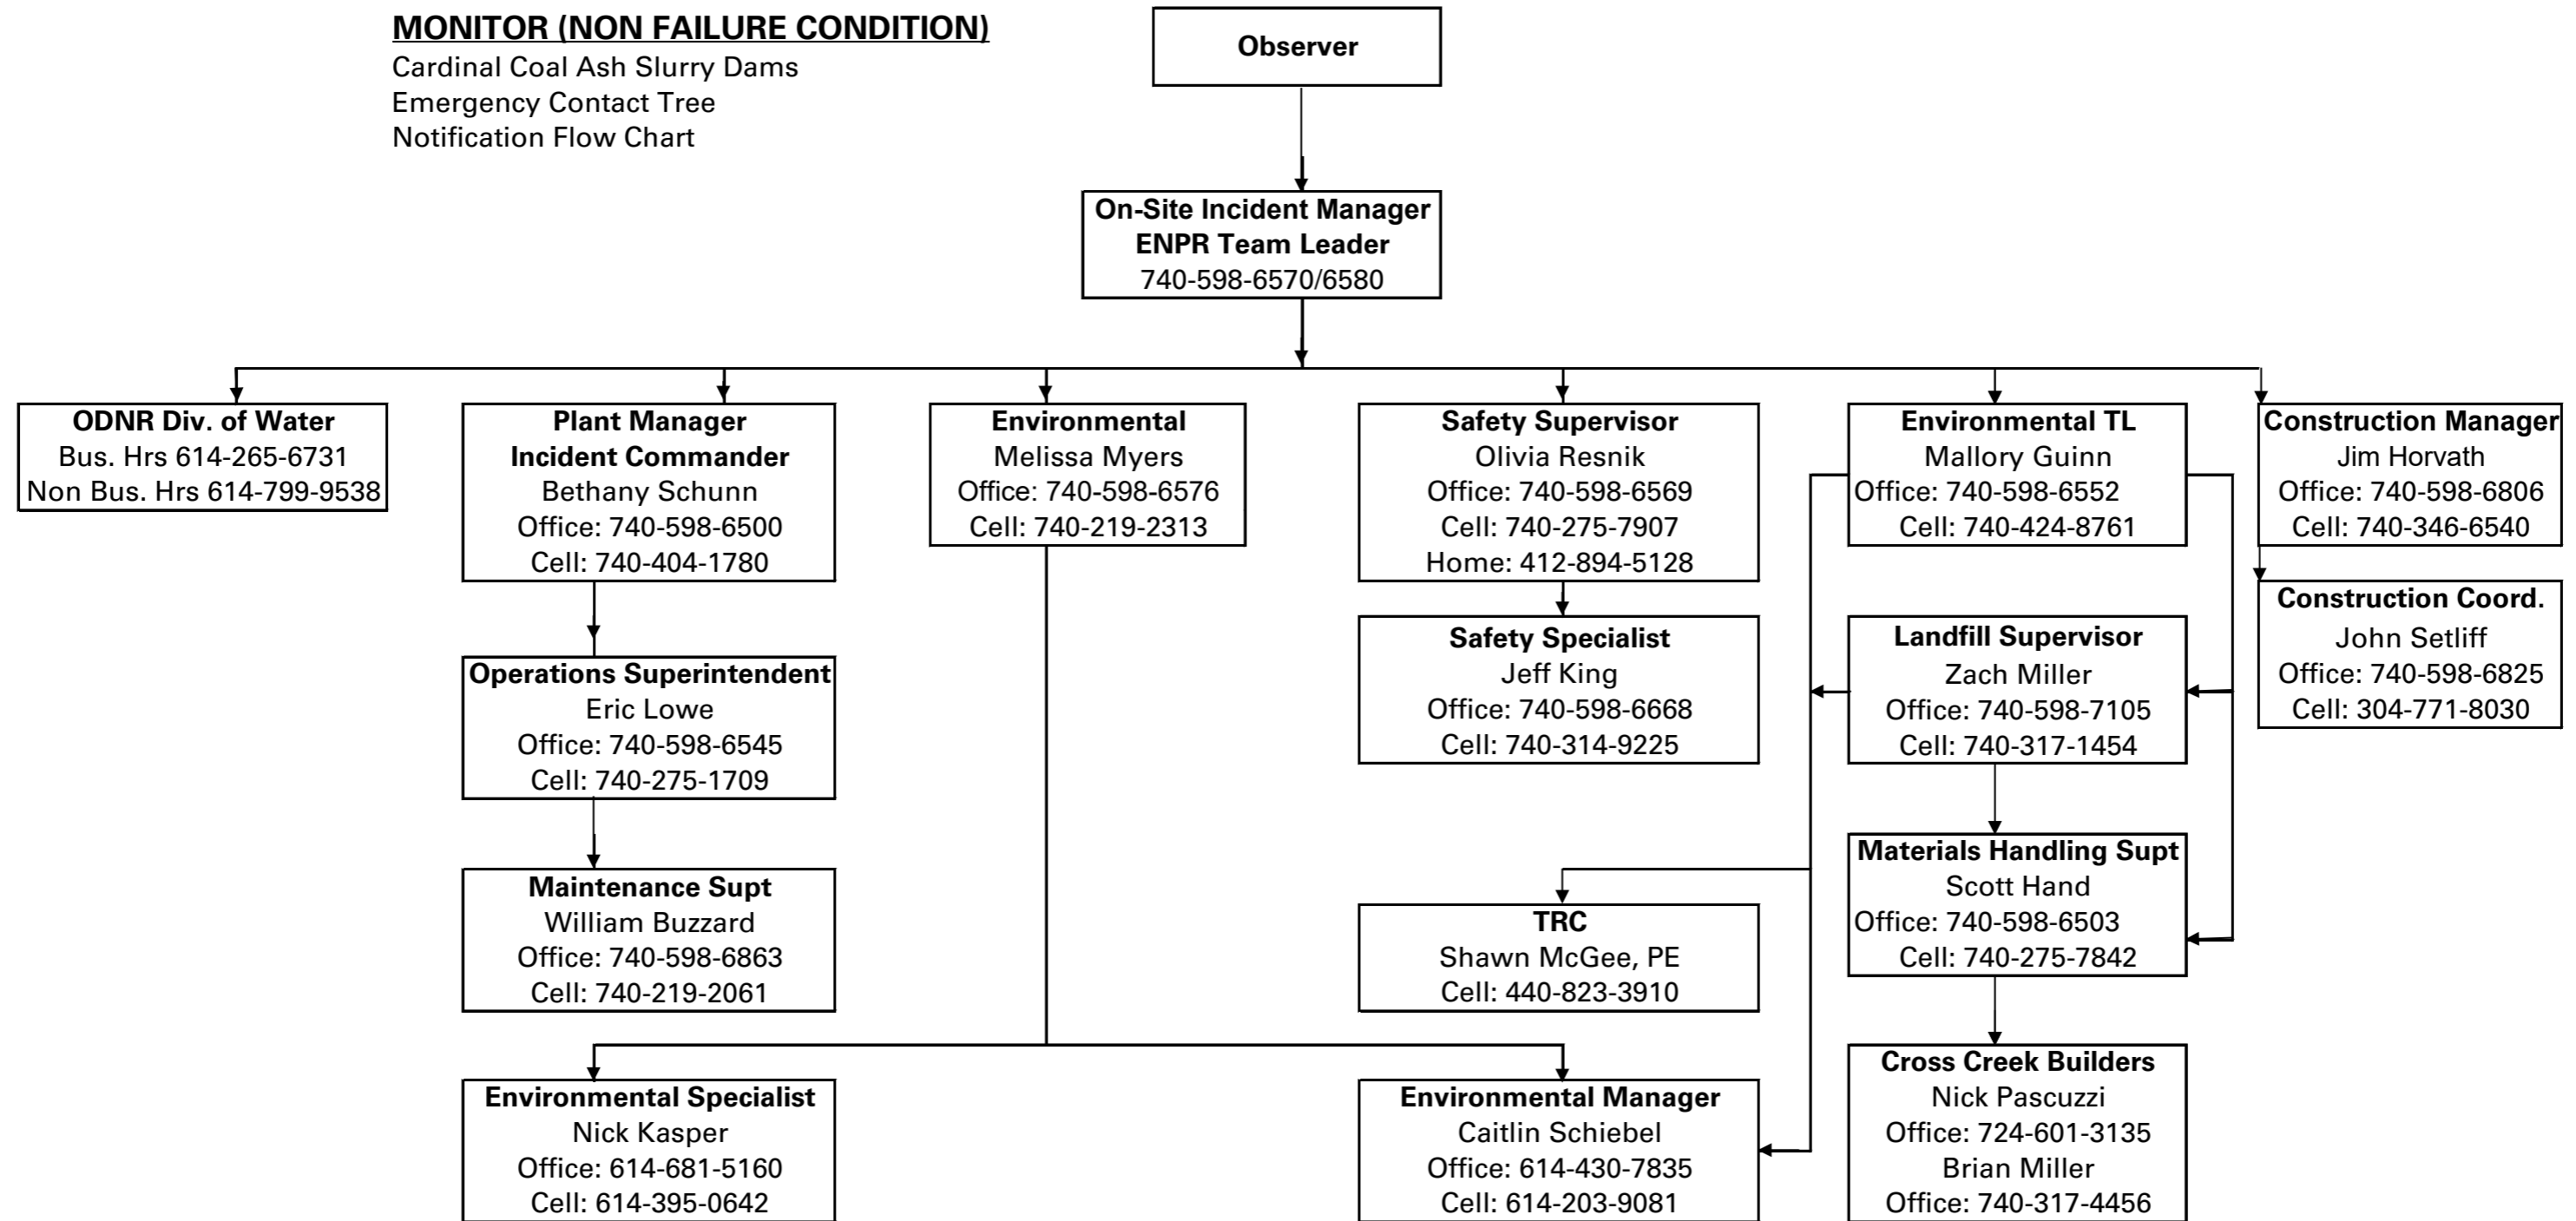 MONITOR (NON FAILURE CONDITION)
Cardinal Coal Ash Slurry Dams
Emergency Contact Tree
Notification Flow Chart
Observer
On-Site Incident Manager
ENPR Team Leader
740-598-6570/6580
ODNR Div. of Water
Bus. Hrs 614-265-6731
Non Bus. Hrs 614-799-9538
Plant Manager
Incident Commander
Bethany Schunn
Office: 740-598-6500
Cell: 740-404-1780
Environmental
Melissa Myers
Office: 740-598-6576
Cell: 740-219-2313
Safety Supervisor
Olivia Resnik
Office: 740-598-6569
Cell: 740-275-7907
Home: 412-894-5128
Environmental TL
Mallory Guinn
Office: 740-598-6552
Cell: 740-424-8761
Construction Manager
Jim Horvath
Office: 740-598-6806
Cell: 740-346-6540
Construction Coord.
John Setliff
Office: 740-598-6825
Cell: 304-771-8030
Operations Superintendent
Eric Lowe
Office: 740-598-6545
Cell: 740-275-1709
Safety Specialist
Jeff King
Office: 740-598-6668
Cell: 740-314-9225
Landfill Supervisor
Zach Miller
Office: 740-598-7105
Cell: 740-317-1454
Maintenance Supt
William Buzzard
Office: 740-598-6863
Cell: 740-219-2061
TRC
Shawn McGee, PE
Cell: 440-823-3910
Materials Handling Supt
Scott Hand
Office: 740-598-6503
Cell: 740-275-7842
Environmental Specialist
Nick Kasper
Office: 614-681-5160
Cell: 614-395-0642
Environmental Manager
Caitlin Schiebel
Office: 614-430-7835
Cell: 614-203-9081
Cross Creek Builders
Nick Pascuzzi
Office: 724-601-3135
Brian Miller
Office: 740-317-4456